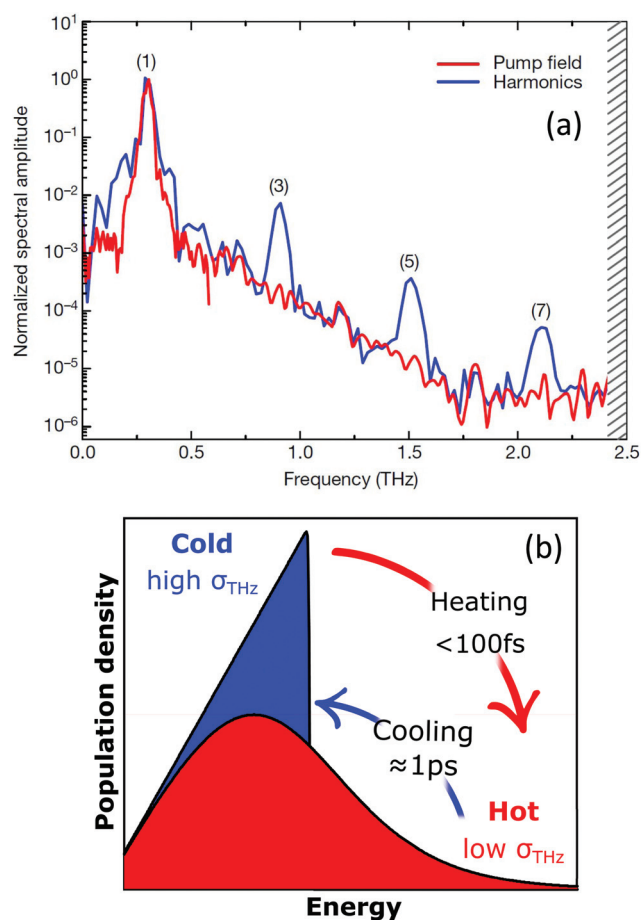 10¹
10⁰
10⁻¹
10⁻²
10⁻³
10⁻⁴
10⁻⁵
10⁻⁶
Normalized spectral amplitude
(1)
(3)
(5)
(7)
Pump field
Harmonics
(a)
0.0 0.5 1.0 1.5 2.0 2.5
Frequency (THz)
(b)
Cold
high σTHz
Heating
<100fs
Cooling
≈1ps
Hot
low σTHz
Population density
Energy